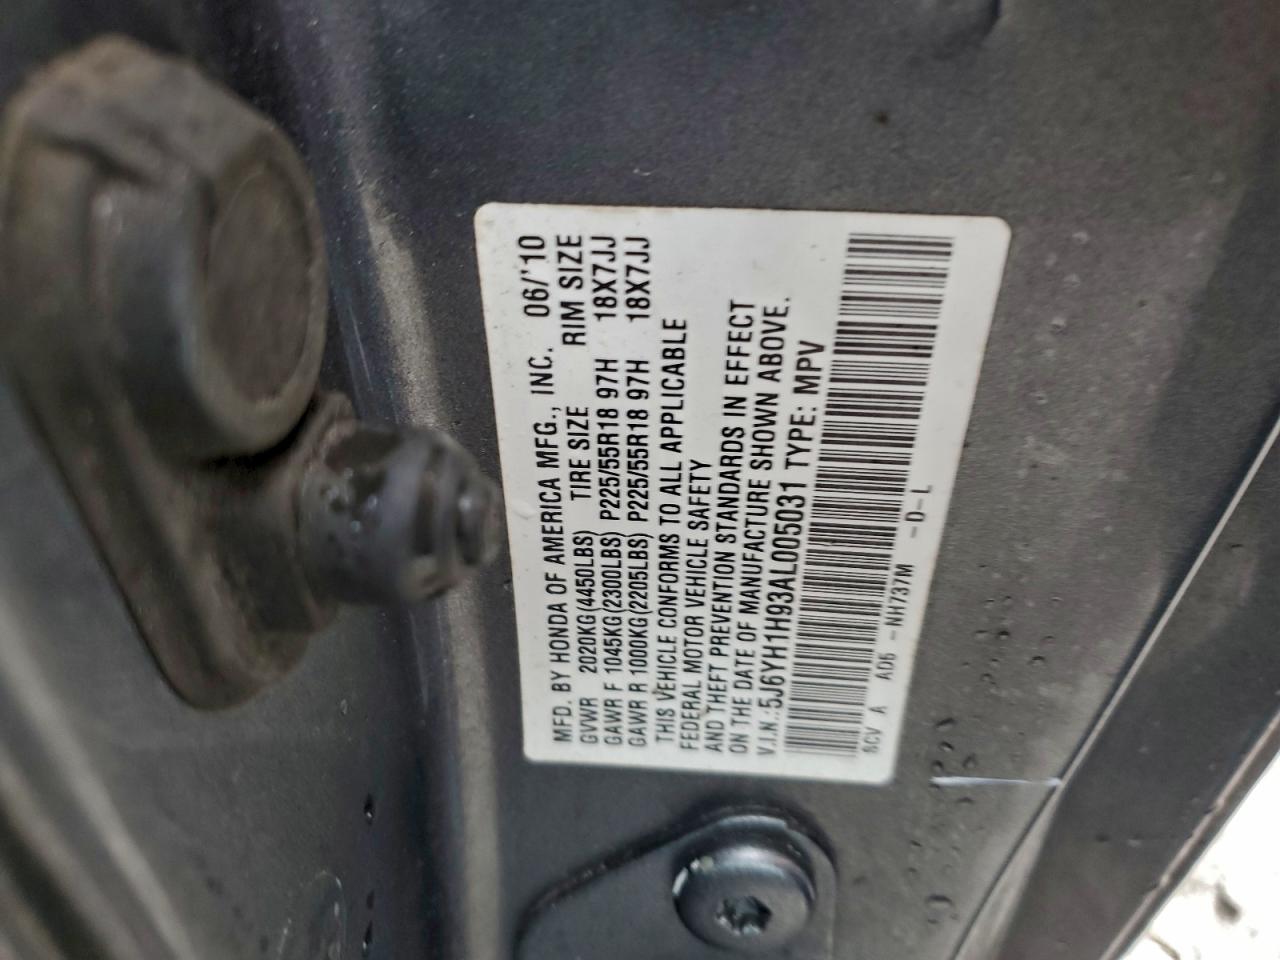 MFD. BY HONDA OF AMERICA MFG., INC. 06/'10
GVWR 2020KG(4450LBS) TIRE SIZE RIM SIZE
GAWR F 1045KG(2300LBS) P225/55R18 97H 18X7JJ
GAWR R 1000KG(2205LBS) P225/55R18 97H 18X7JJ
THIS VEHICLE CONFORMS TO ALL APPLICABLE
FEDERAL MOTOR VEHICLE SAFETY
AND THEFT PREVENTION STANDARDS IN EFFECT
ON THE DATE OF MANUFACTURE SHOWN ABOVE.
V.I.N.:5J6YH1H93AL005031 TYPE: MPV
A AD6 -NH737M -D-L